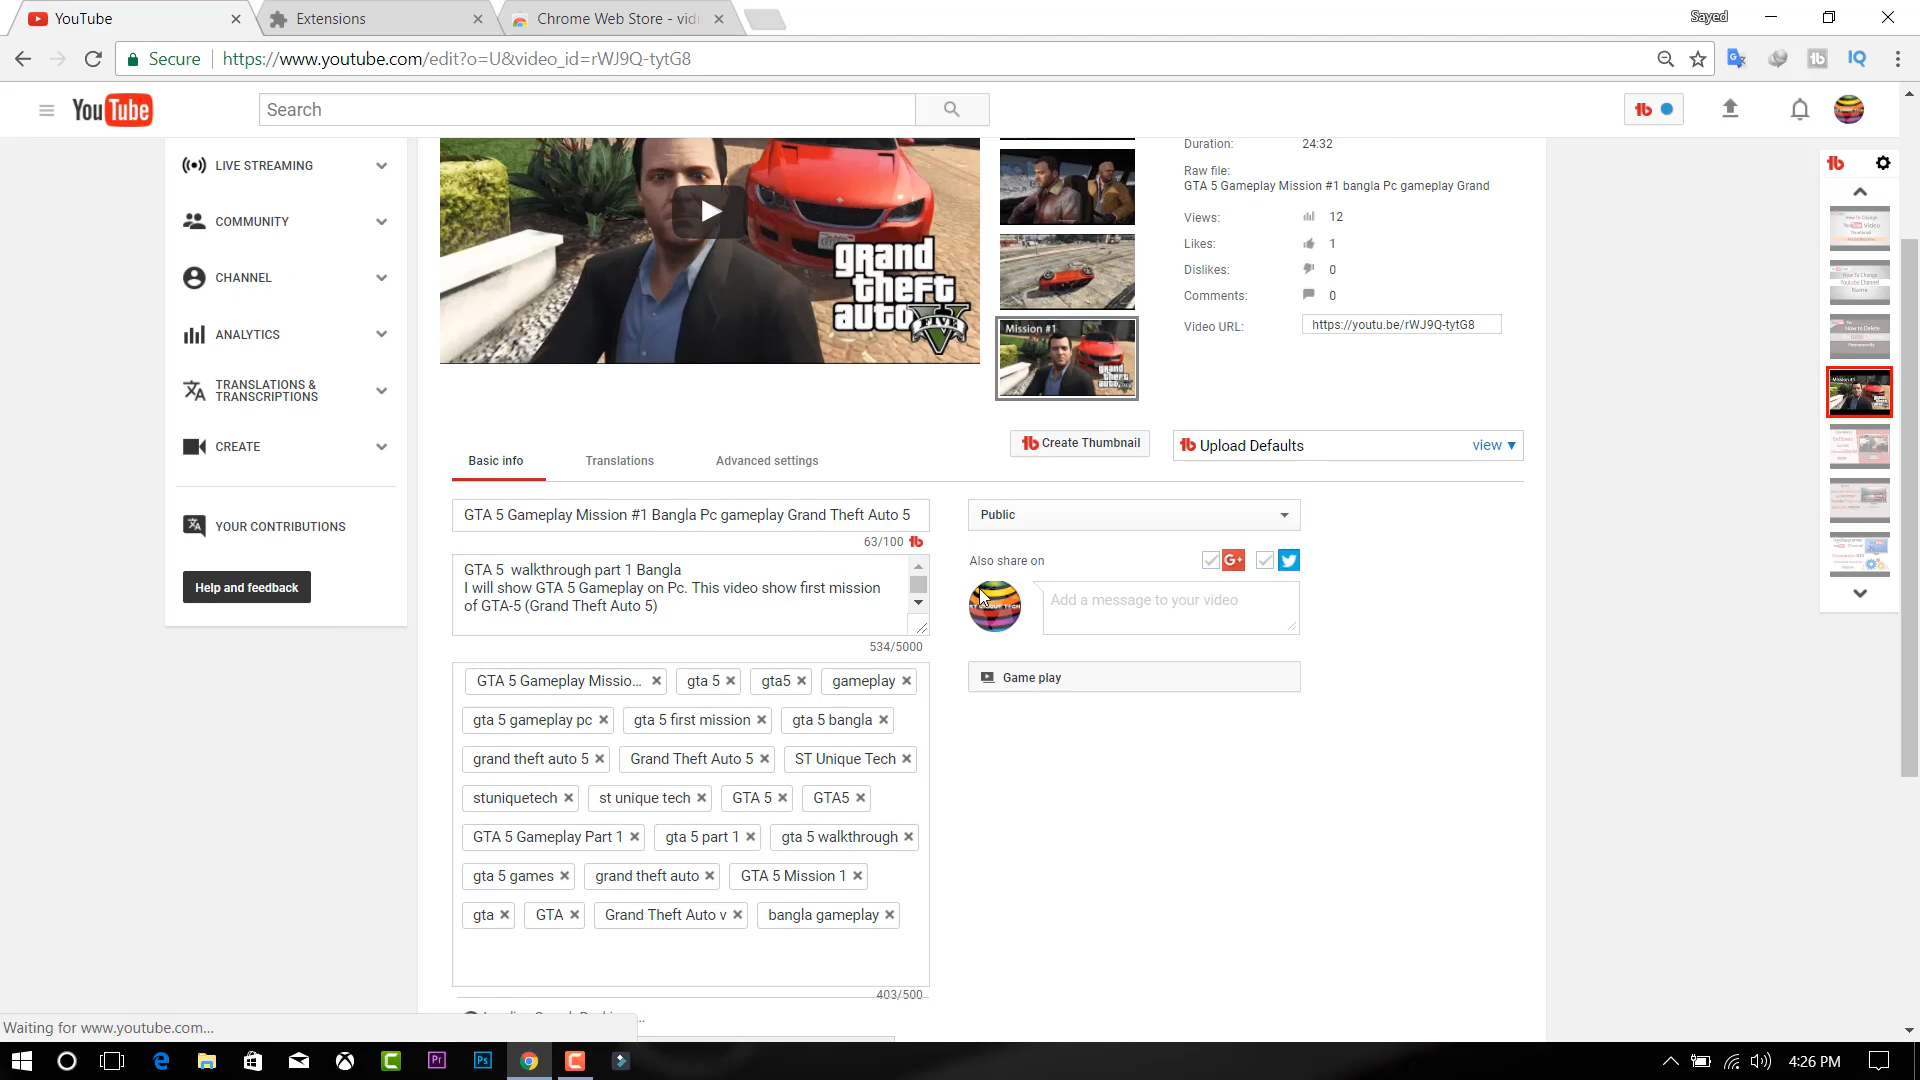 YouTube
Extensions
Chrome Web Store - vidi
Sayed
Secure
https://www.youtube.com/edit?o=U&video_id=rWJ9Q-tytG8
YouTube
Search
LIVE STREAMING
COMMUNITY
CHANNEL
ANALYTICS
TRANSLATIONS &
TRANSCRIPTIONS
CREATE
YOUR CONTRIBUTIONS
Help and feedback
grand
theft
auto
FIVE
Mission #1
Duration: 24:32
Raw file:
GTA 5 Gameplay Mission #1 bangla Pc gameplay Grand
Views: 12
Likes: 1
Dislikes: 0
Comments: 0
Video URL: https://youtu.be/rWJ9Q-tytG8
Create Thumbnail
Upload Defaults
view ▼
Basic info
Translations
Advanced settings
GTA 5 Gameplay Mission #1 Bangla Pc gameplay Grand Theft Auto 5
63/100
GTA 5  walkthrough part 1 Bangla
I will show GTA 5 Gameplay on Pc. This video show first mission
of GTA-5 (Grand Theft Auto 5)
534/5000
GTA 5 Gameplay Missio... gta 5 gta5 gameplay
gta 5 gameplay pc gta 5 first mission gta 5 bangla
grand theft auto 5 Grand Theft Auto 5 ST Unique Tech
stuniquetech st unique tech GTA 5 GTA5
GTA 5 Gameplay Part 1 gta 5 part 1 gta 5 walkthrough
gta 5 games grand theft auto GTA 5 Mission 1
gta GTA Grand Theft Auto v bangla gameplay
403/500
Public
Also share on
G+
Add a message to your video
Game play
Waiting for www.youtube.com...
4:26 PM